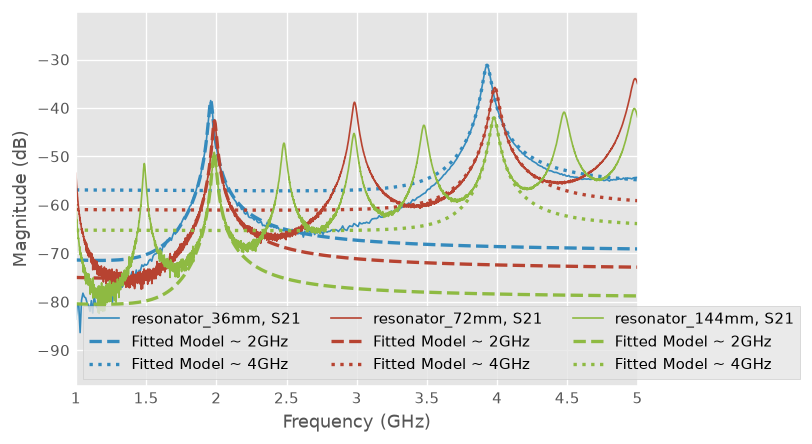 −30
−40
−50
−60
−70
−80
−90
Magnitude (dB)
resonator_36mm, S21 resonator_72mm, S21 resonator_144mm, S21
Fitted Model ~ 2GHz Fitted Model ~ 2GHz Fitted Model ~ 2GHz
Fitted Model ~ 4GHz Fitted Model ~ 4GHz Fitted Model ~ 4GHz
1 1.5 2 2.5 3 3.5 4 4.5 5
Frequency (GHz)